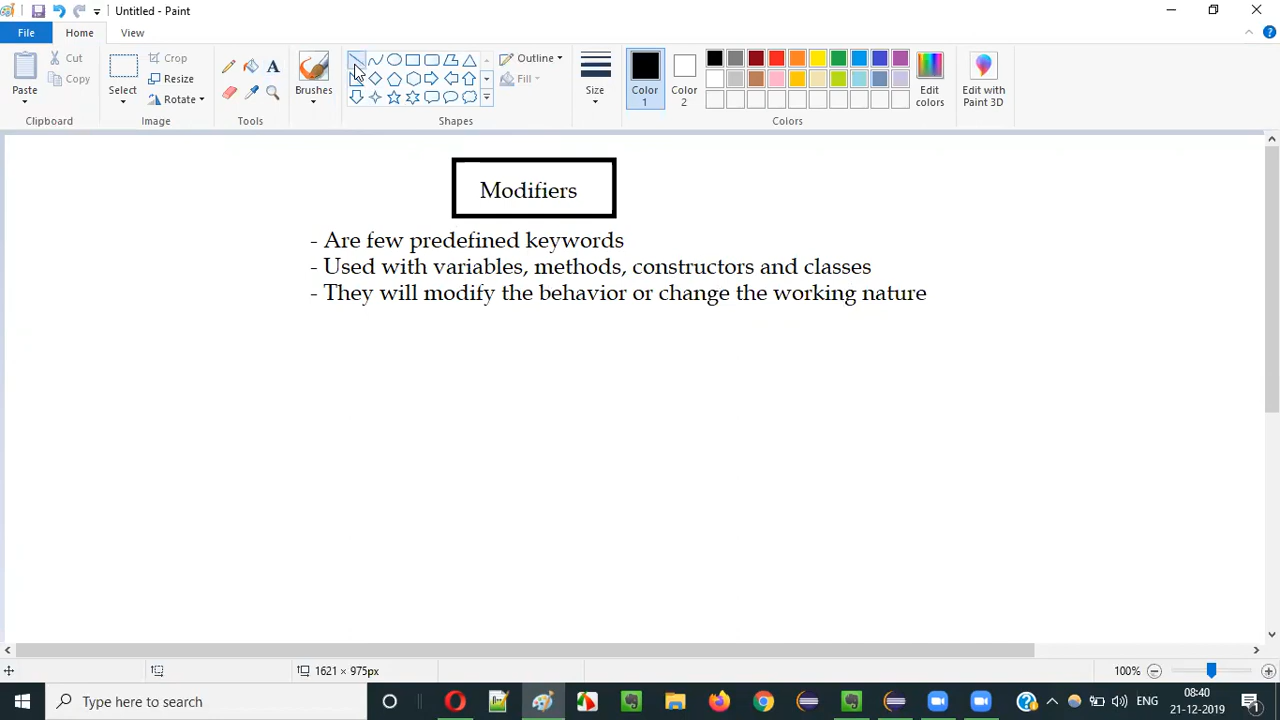 Untitled - Paint
File
Home
View
Paste
Cut
Copy
Clipboard
Select
Crop
Resize
Rotate
Image
A
Tools
Brushes
Outline
Fill
Shapes
Size
Color 1
Color 2
Colors
Edit colors
Edit with Paint 3D
Modifiers
- Are few predefined keywords
- Used with variables, methods, constructors and classes
- They will modify the behavior or change the working nature
1621 × 975px
100%
Type here to search
ENG
08:40
21-12-2019
1